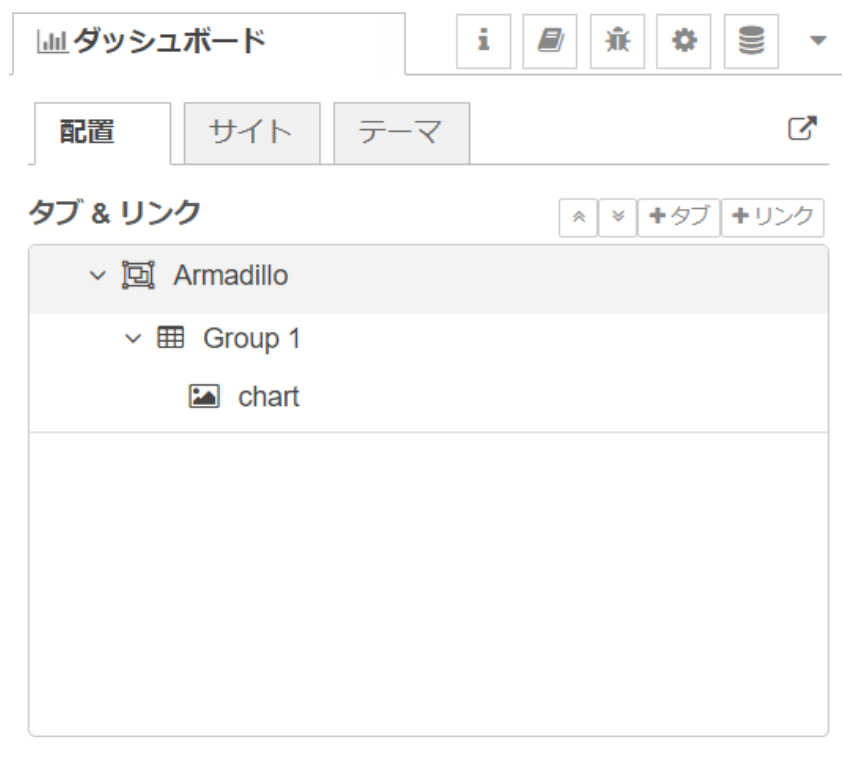 ダッシュボード
配置 サイト テーマ
タブ & リンク +タブ +リンク
Armadillo
Group 1
chart